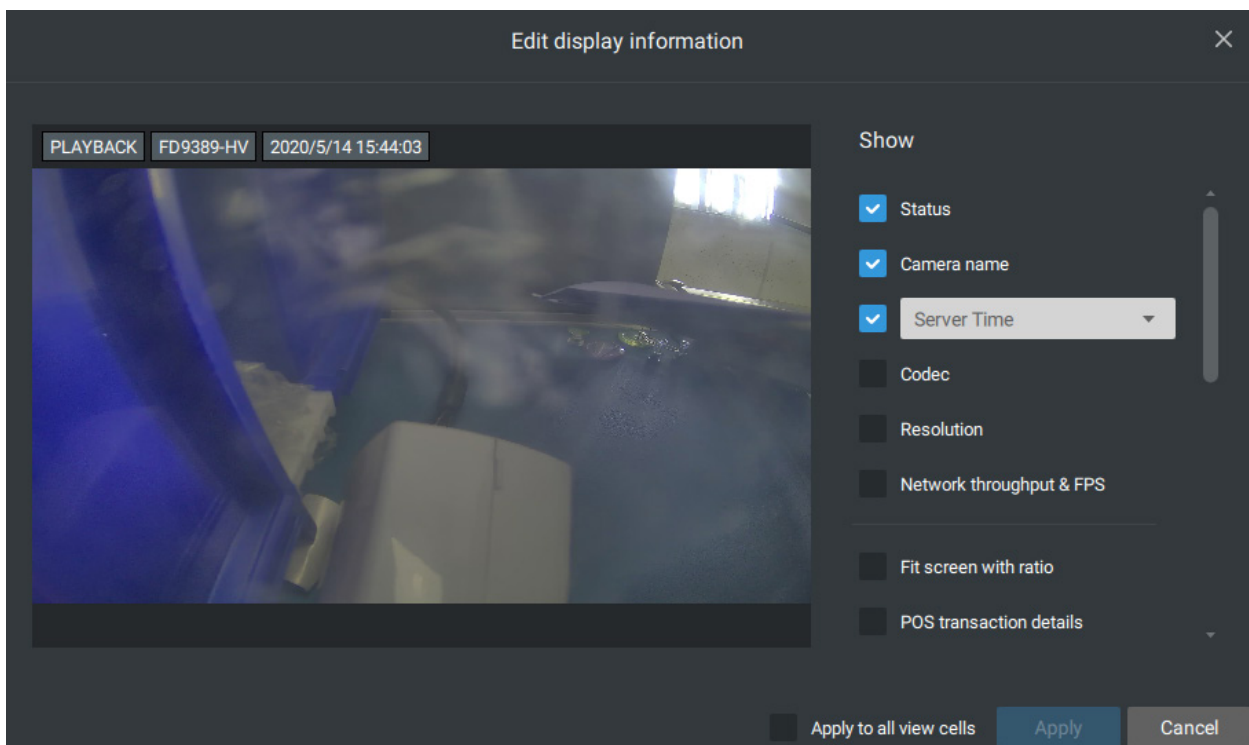 Edit display information
PLAYBACK FD9389-HV 2020/5/14 15:44:03
Show
Status
Camera name
Server Time
Codec
Resolution
Network throughput & FPS
Fit screen with ratio
POS transaction details
Apply to all view cells Apply Cancel